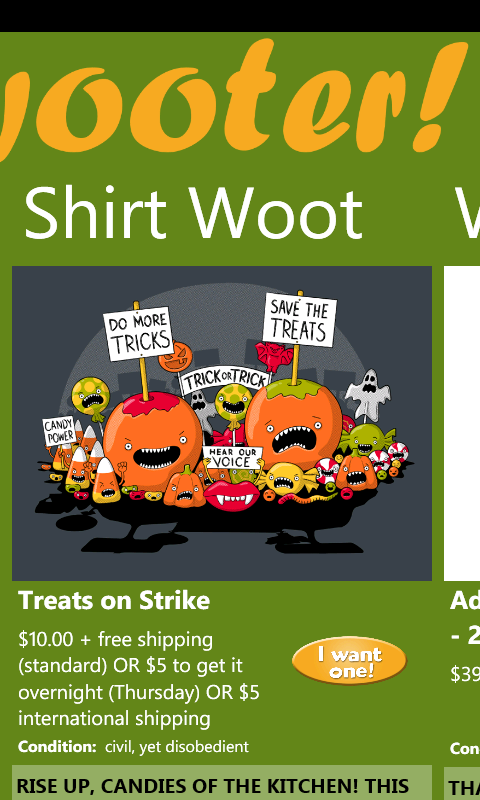 ooter!
Shirt Woot
DO MORE
TRICKS
SAVE THE
TREATS
TRICK OR TRICK
CANDY
POWER
HEAR OUR
VOICE
Treats on Strike
$10.00 + free shipping
(standard) OR $5 to get it
overnight (Thursday) OR $5
international shipping
I want
one!
Condition: civil, yet disobedient
RISE UP, CANDIES OF THE KITCHEN! THIS
Ad
- 2
$39
Con
THA